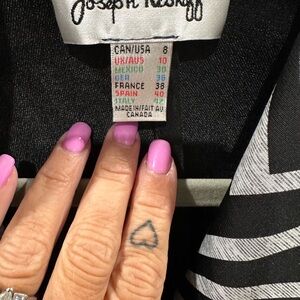 Joseph Ribkoff
CAN/USA 8
UK/AUS 10
MEXICO 30
GER 36
FRANCE 38
SPAIN 40
ITALY 42
MADE IN/FAIT AU
CANADA